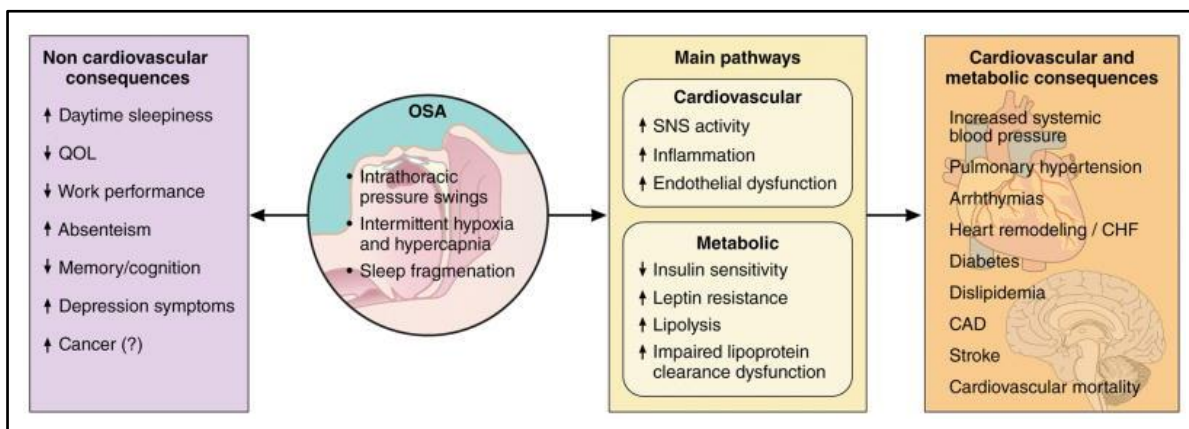 Non cardiovascular
consequences
↑ Daytime sleepiness
↓ QOL
↓ Work performance
↑ Absenteism
↓ Memory/cognition
↑ Depression symptoms
↑ Cancer (?)
OSA
• Intrathoracic
pressure swings
• Intermittent hypoxia
and hypercapnia
• Sleep fragmenation
Main pathways
Cardiovascular
↑ SNS activity
↑ Inflammation
↑ Endothelial dysfunction
Metabolic
↓ Insulin sensitivity
↑ Leptin resistance
↑ Lipolysis
↑ Impaired lipoprotein
clearance dysfunction
Cardiovascular and
metabolic consequences
Increased systemic
blood pressure
Pulmonary hypertension
Arrhythmias
Heart remodeling / CHF
Diabetes
Dislipidemia
CAD
Stroke
Cardiovascular mortality